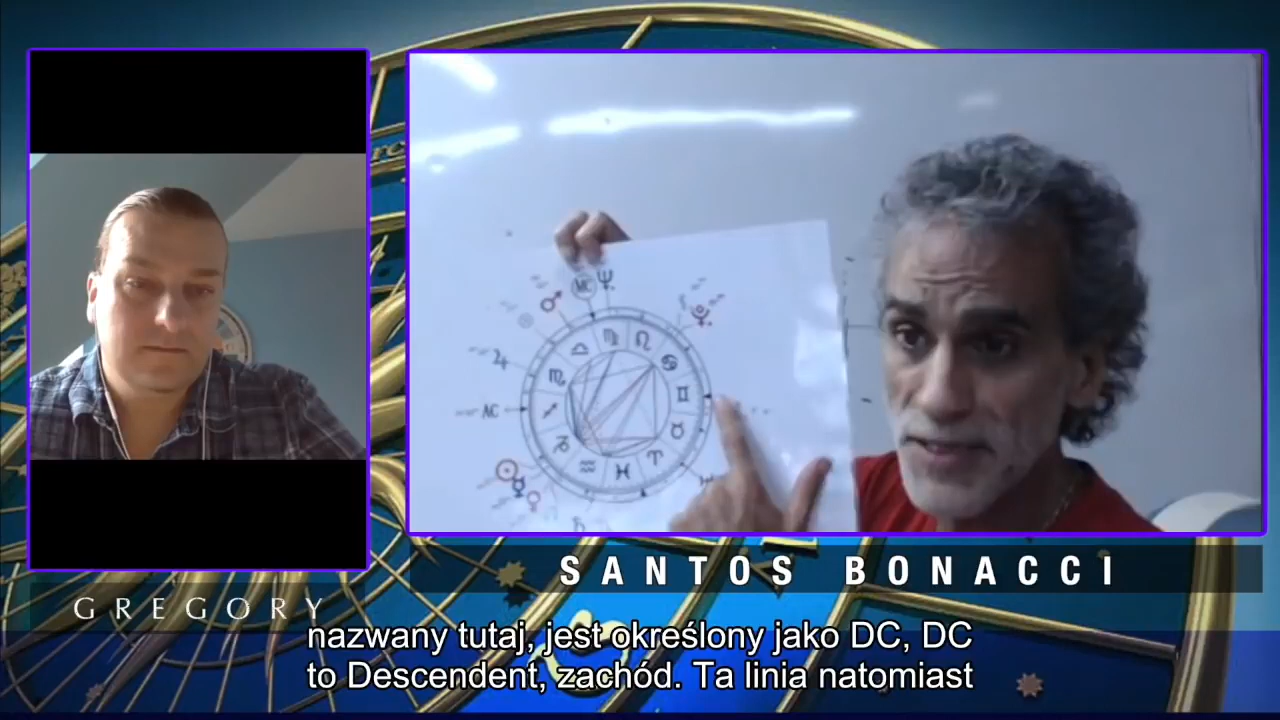 MC
AC
SANTOS BONACCI
GREGORY
nazwany tutaj, jest określony jako DC, DC
to Descendent, zachód. Ta linia natomiast